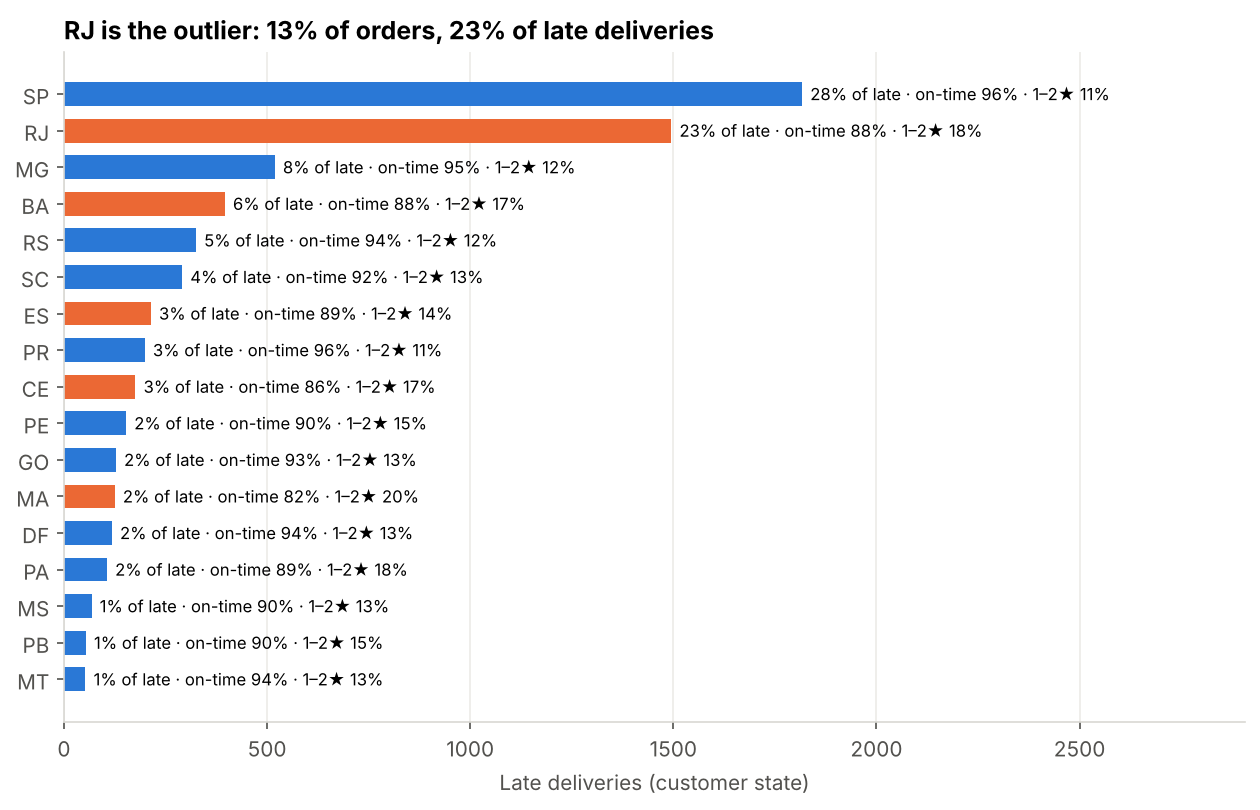 RJ is the outlier: 13% of orders, 23% of late deliveries
SP 28% of late · on-time 96% · 1–2★ 11%
RJ 23% of late · on-time 88% · 1–2★ 18%
MG 8% of late · on-time 95% · 1–2★ 12%
BA 6% of late · on-time 88% · 1–2★ 17%
RS 5% of late · on-time 94% · 1–2★ 12%
SC 4% of late · on-time 92% · 1–2★ 13%
ES 3% of late · on-time 89% · 1–2★ 14%
PR 3% of late · on-time 96% · 1–2★ 11%
CE 3% of late · on-time 86% · 1–2★ 17%
PE 2% of late · on-time 90% · 1–2★ 15%
GO 2% of late · on-time 93% · 1–2★ 13%
MA 2% of late · on-time 82% · 1–2★ 20%
DF 2% of late · on-time 94% · 1–2★ 13%
PA 2% of late · on-time 89% · 1–2★ 18%
MS 1% of late · on-time 90% · 1–2★ 13%
PB 1% of late · on-time 90% · 1–2★ 15%
MT 1% of late · on-time 94% · 1–2★ 13%
0 500 1000 1500 2000 2500
Late deliveries (customer state)